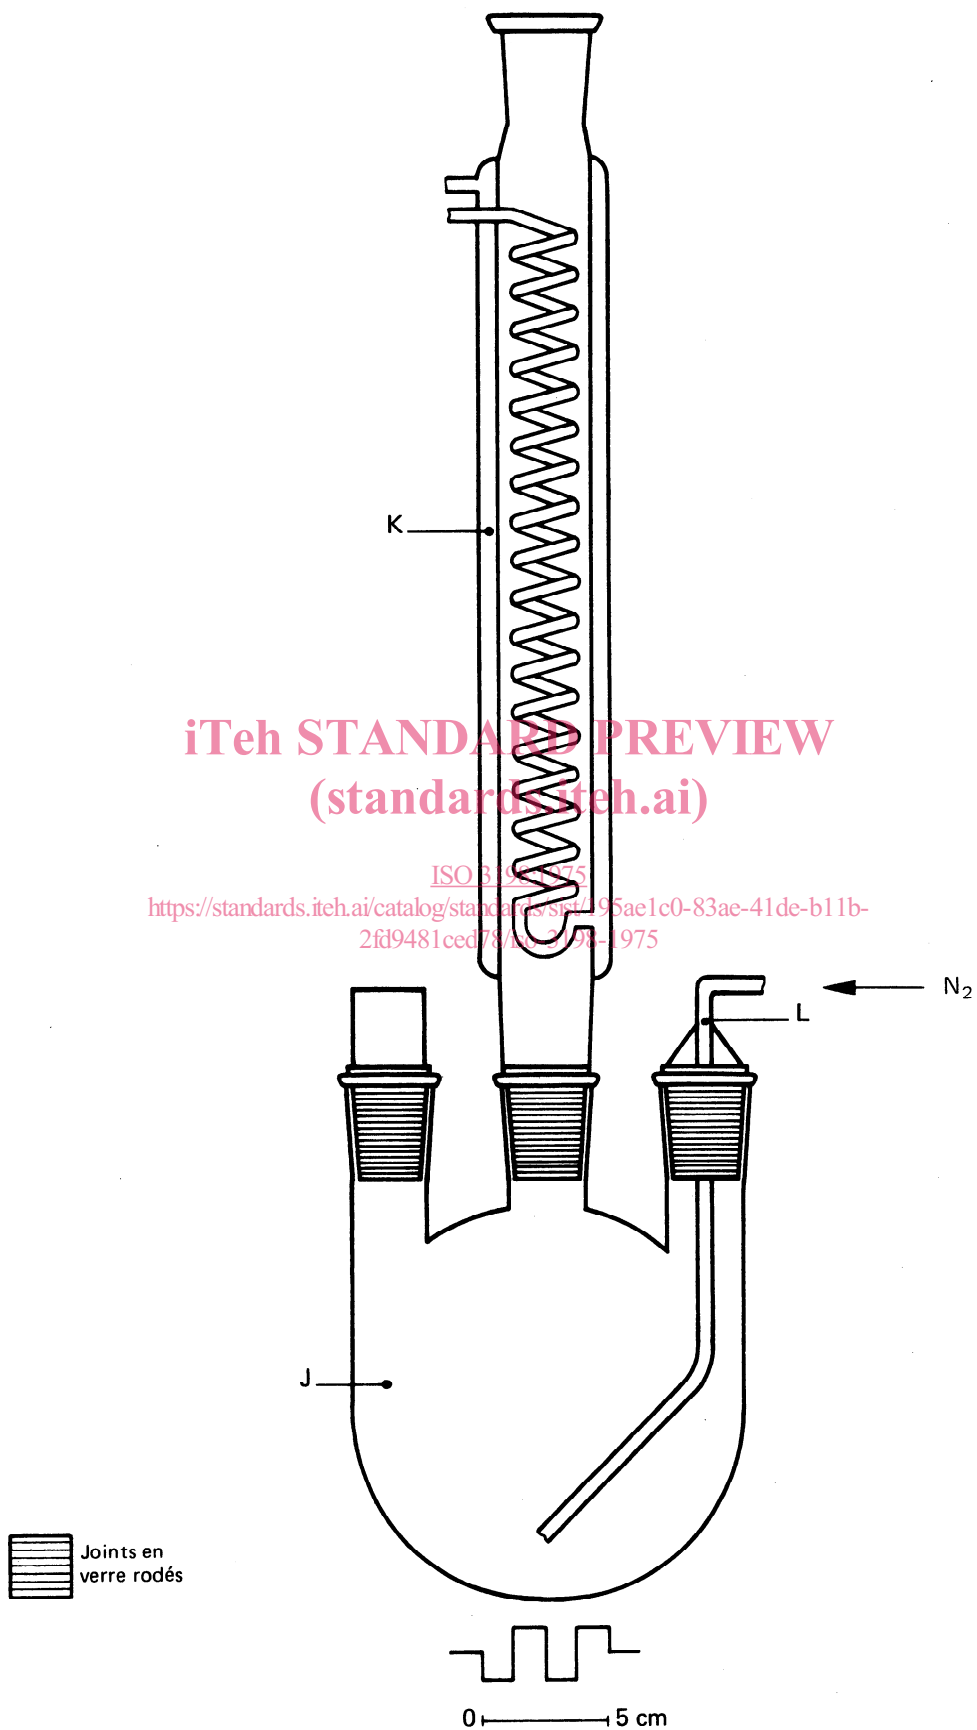 K
iTeh STANDARD PREVIEW
(standards.iteh.ai)
ISO 3198:1975
https://standards.iteh.ai/catalog/standards/sist/195ae1c0-83ae-41de-b11b-
2fd9481ced78/iso-3198-1975
N2
L
J
Joints en
verre rodés
0 5 cm